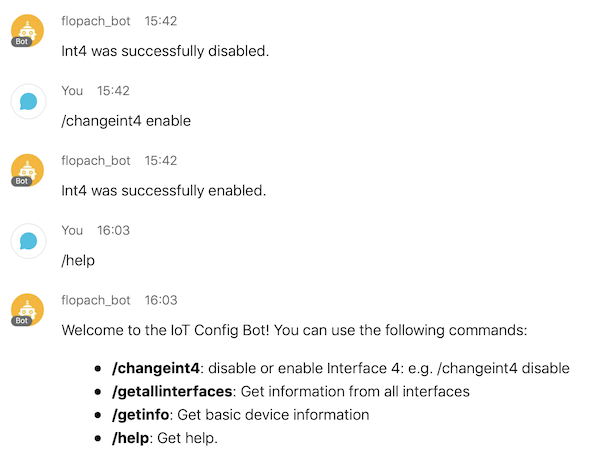 flopach_bot 15:42
Bot
Int4 was successfully disabled.
You 15:42
/changeint4 enable
flopach_bot 15:42
Bot
Int4 was successfully enabled.
You 16:03
/help
flopach_bot 16:03
Bot
Welcome to the IoT Config Bot! You can use the following commands:
• /changeint4: disable or enable Interface 4: e.g. /changeint4 disable
• /getallinterfaces: Get information from all interfaces
• /getinfo: Get basic device information
• /help: Get help.